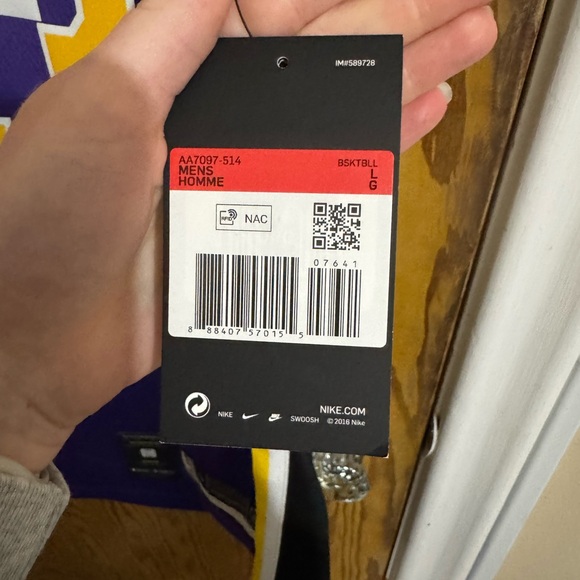 IM#589728
AA7097-514 BSKTBLL
MENS L
HOMME G
RFID NAC
07641
8 88407 57015 5
NIKE SWOOSH NIKE.COM
© 2016 Nike